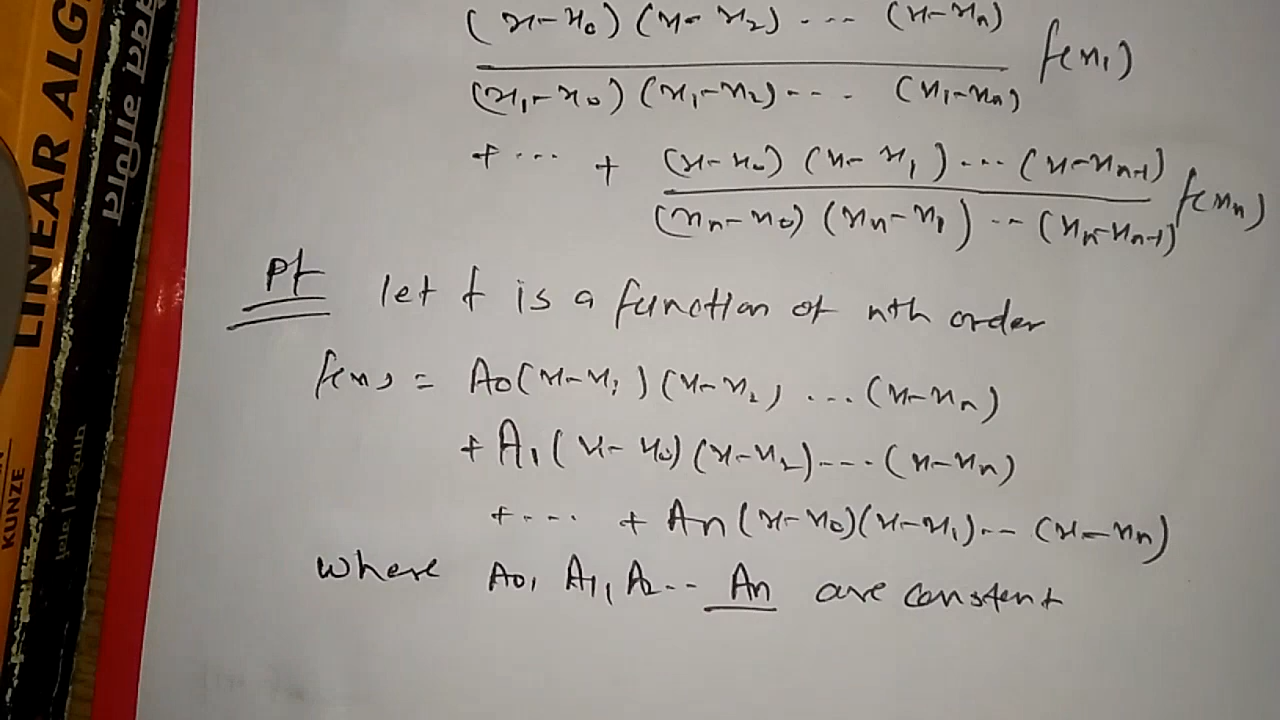 LINEAR ALG
KUNZE
(x-x₀) (x-x₂) --- (x-xₙ)
(x₁-x₀) (x₁-x₂) --- (x₁-xₙ)
f(x₁)
+ ... + (x-x₀) (x-x₁) ... (x-xₙ₋₁)
(xₙ-x₀) (xₙ-x₁) -- (xₙ-xₙ₋₁)
f(xₙ)
Pf let f is a function of nth order
f(x) = A₀(x-x₁)(x-x₂) ... (x-xₙ)
+ A₁(x-x₀)(x-x₂)---(x-xₙ)
+ --- + An(x-x₀)(x-x₁)-- (x-xₙ)
where A₀, A₁, A₂-- An are constent